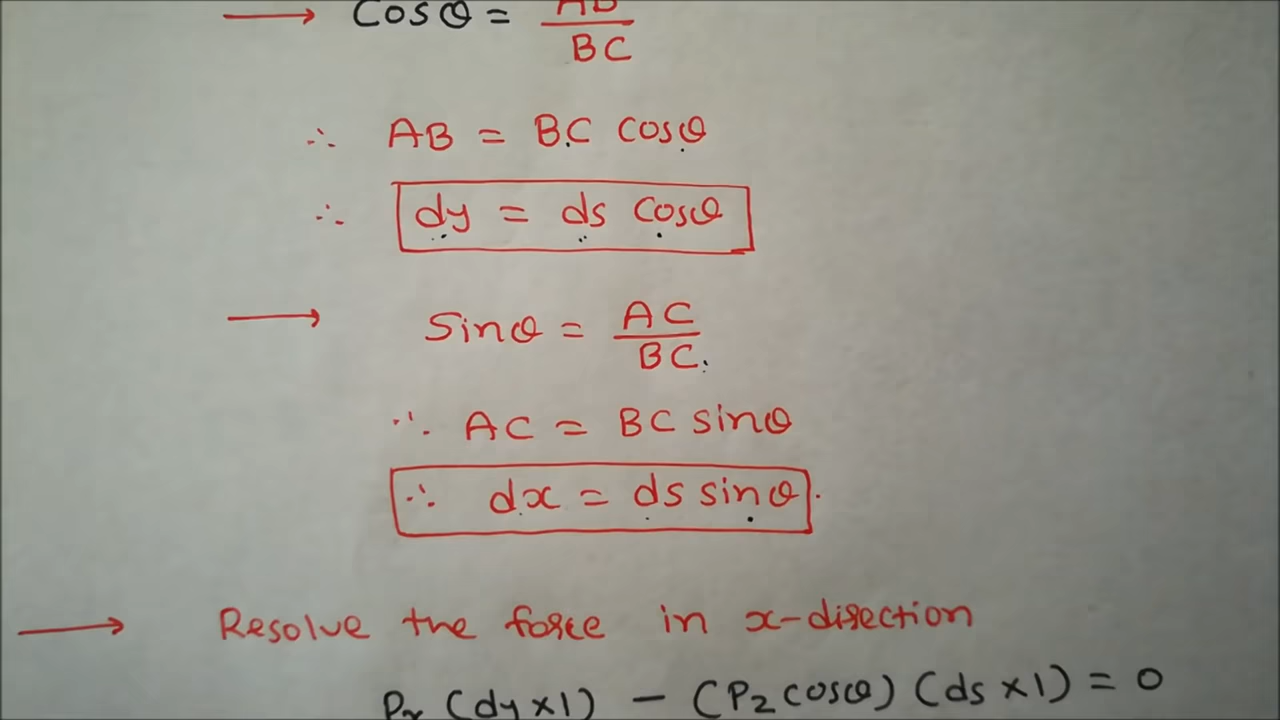 ⟶ Cosθ = AB/BC
∴ AB = BC Cosθ
∴ dy = ds Cosθ
⟶ Sinθ = AC/BC
∴ AC = BC sinθ
∴ dx = ds sinθ
⟶ Resolve the force in x-direction
Px (dy×1) − (P2 cosθ) (ds×1) = 0